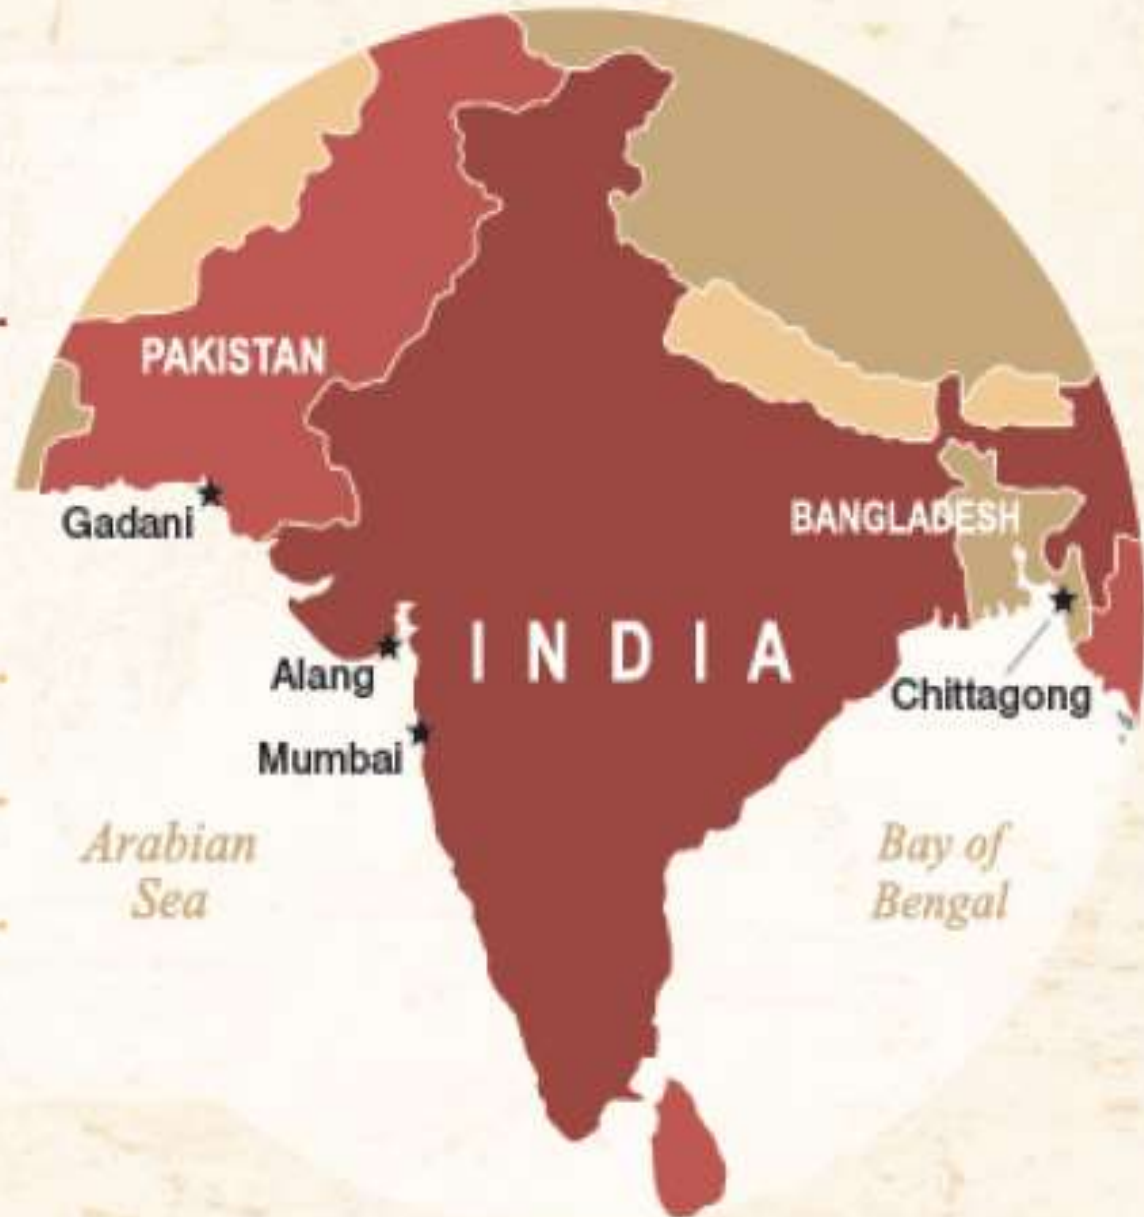 PAKISTAN
Gadani
BANGLADESH
INDIA
Alang
Chittagong
Mumbai
Arabian
Sea
Bay of
Bengal